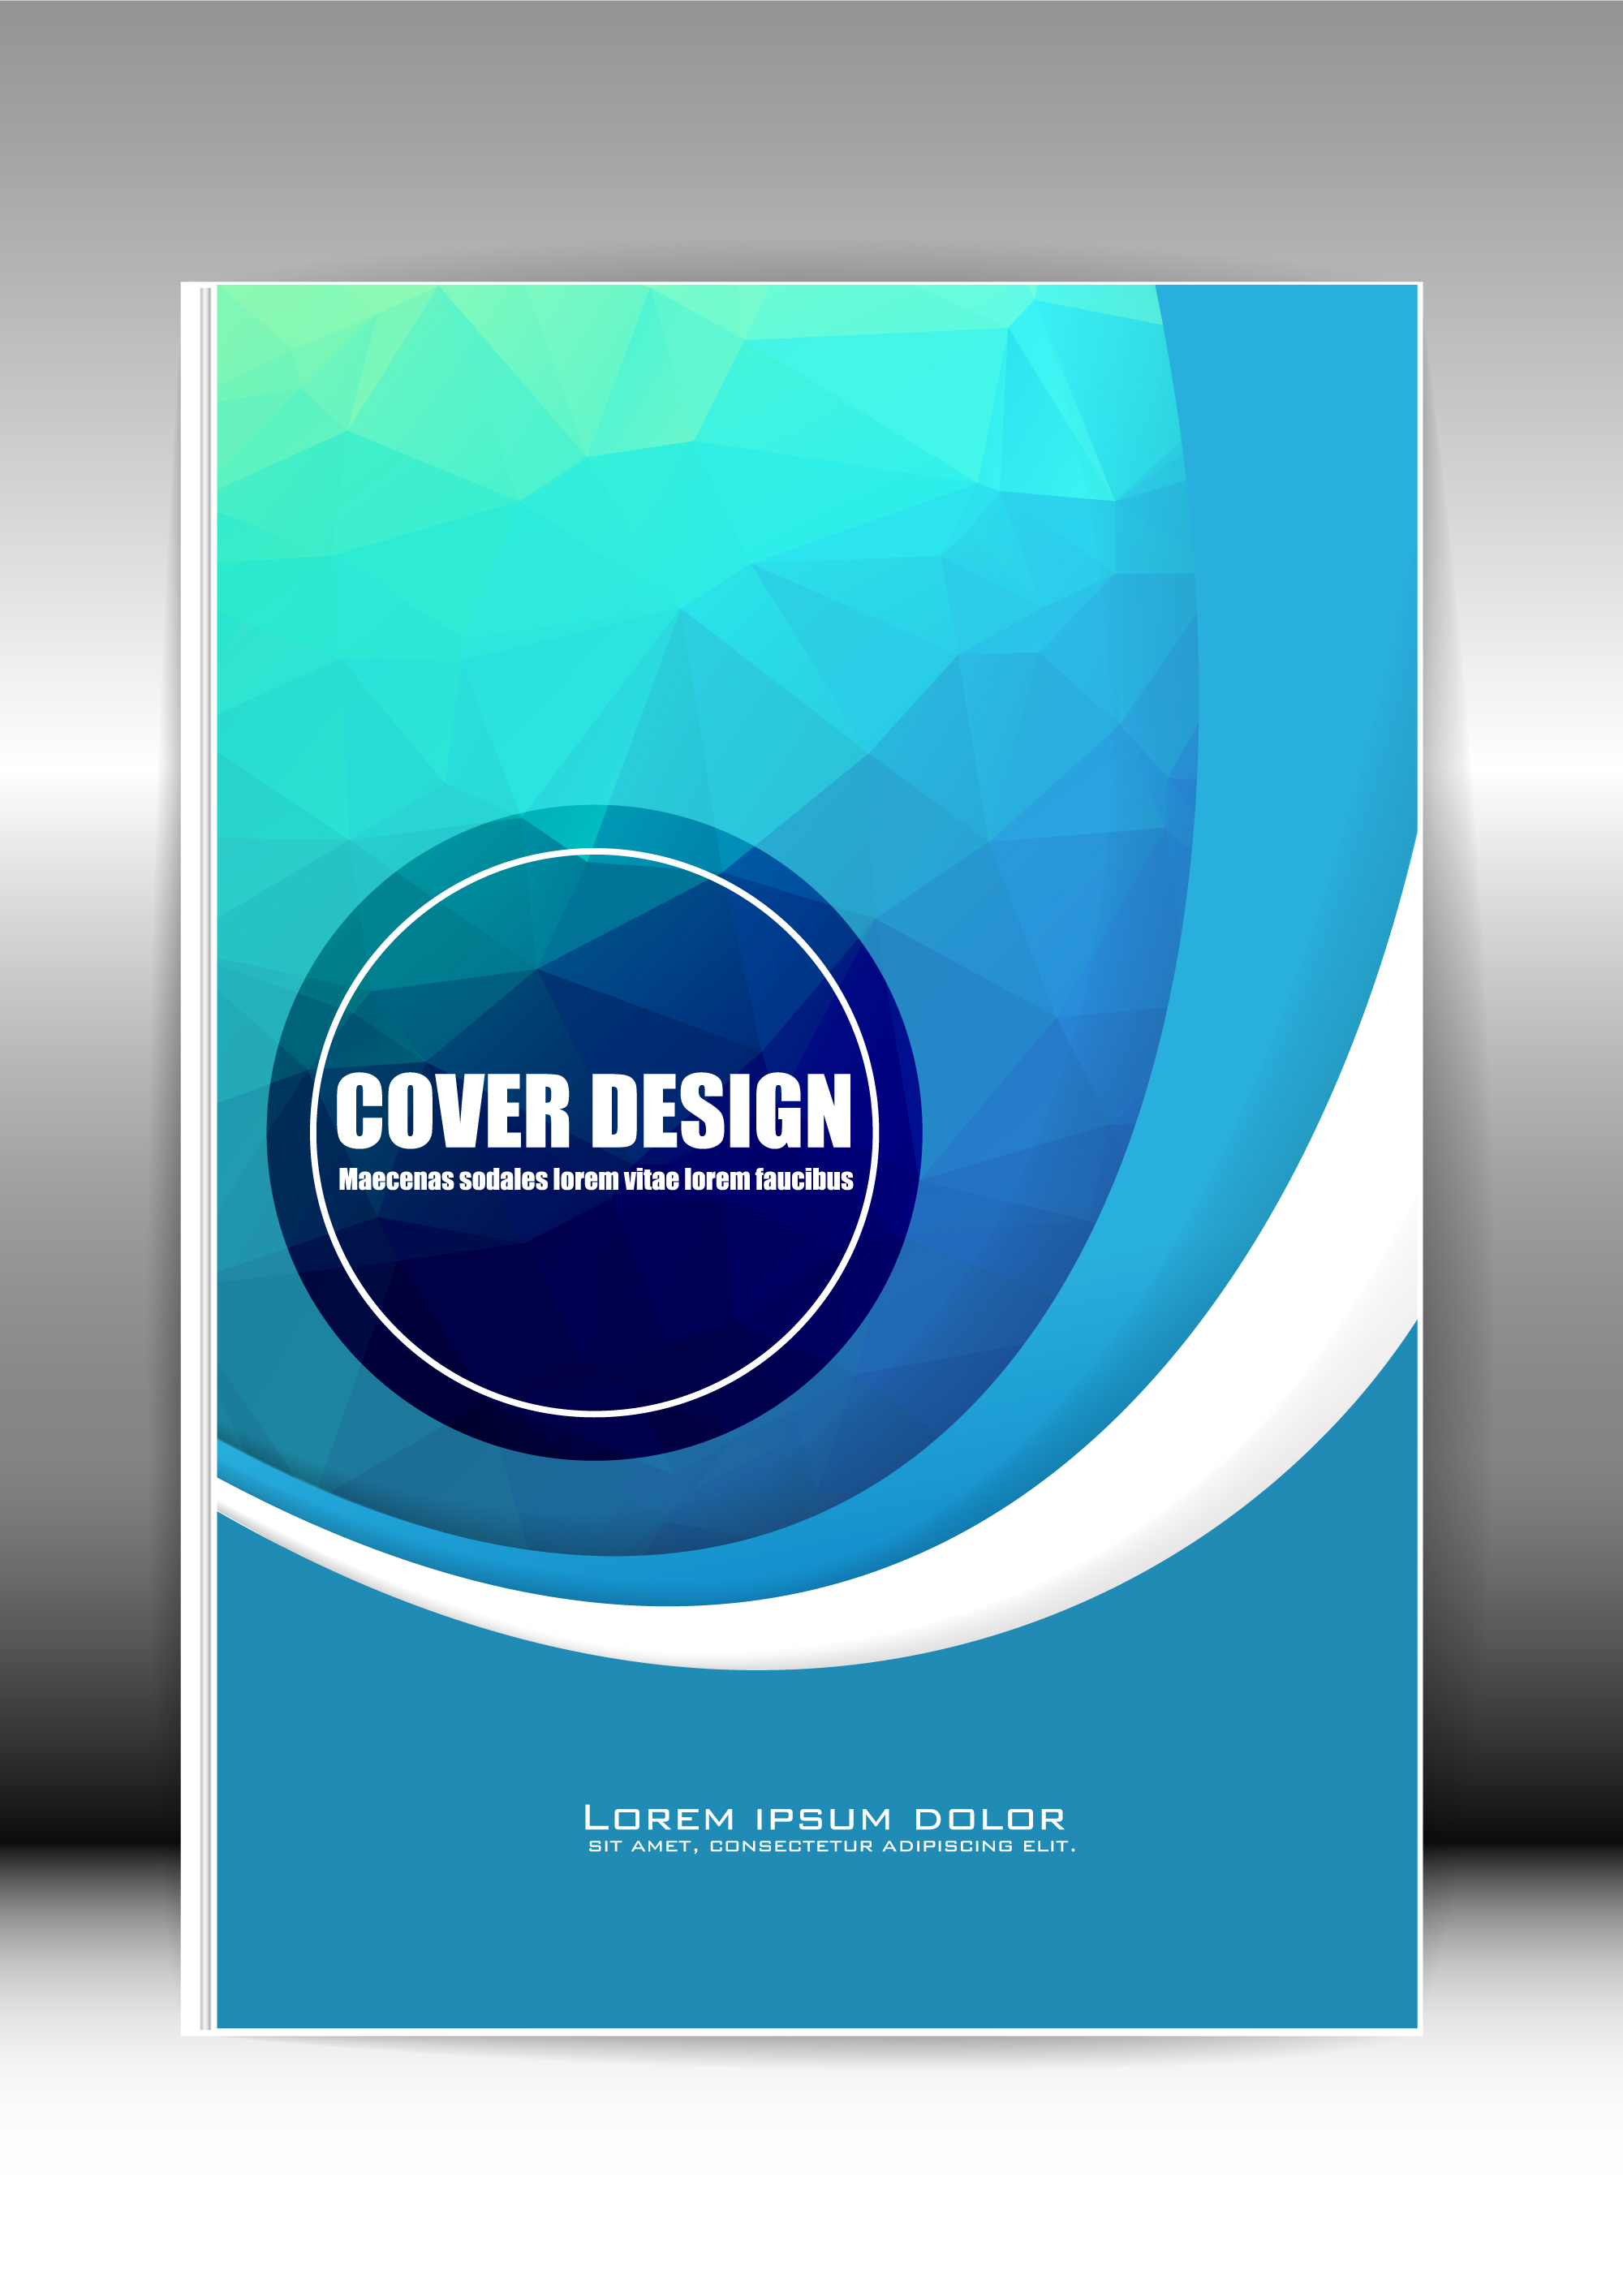 COVER DESIGN
Maecenas sodales lorem vitae lorem faucibus
LOREM IPSUM DOLOR
SIT AMET, CONSECTETUR ADIPISCING ELIT.